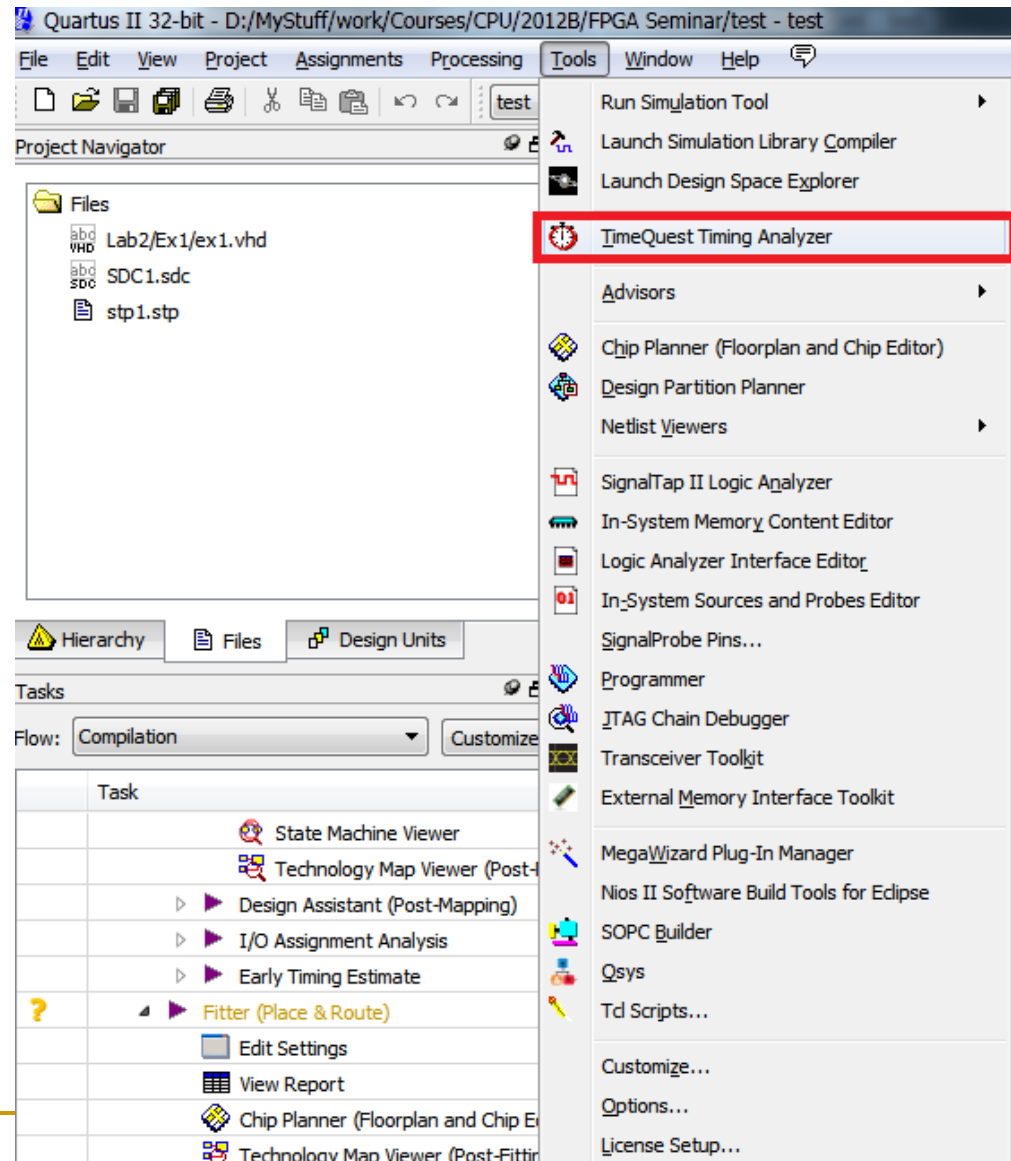 Quartus II 32-bit - D:/MyStuff/work/Courses/CPU/2012B/FPGA Seminar/test - test
File Edit View Project Assignments Processing Tools Window Help
test
Project Navigator
Files
abc VHD Lab2/Ex1/ex1.vhd
abc SDC SDC1.sdc
stp1.stp
Hierarchy Files Design Units
Tasks
Flow: Compilation Customize
Task
State Machine Viewer
Technology Map Viewer (Post-
Design Assistant (Post-Mapping)
I/O Assignment Analysis
Early Timing Estimate
? Fitter (Place & Route)
Edit Settings
View Report
Chip Planner (Floorplan and Chip E
Technology Map Viewer (Post-Fittin
Run Simulation Tool
Launch Simulation Library Compiler
Launch Design Space Explorer
TimeQuest Timing Analyzer
Advisors
Chip Planner (Floorplan and Chip Editor)
Design Partition Planner
Netlist Viewers
SignalTap II Logic Analyzer
In-System Memory Content Editor
Logic Analyzer Interface Editor
In-System Sources and Probes Editor
SignalProbe Pins...
Programmer
JTAG Chain Debugger
Transceiver Toolkit
External Memory Interface Toolkit
MegaWizard Plug-In Manager
Nios II Software Build Tools for Eclipse
SOPC Builder
Qsys
Tcl Scripts...
Customize...
Options...
License Setup...